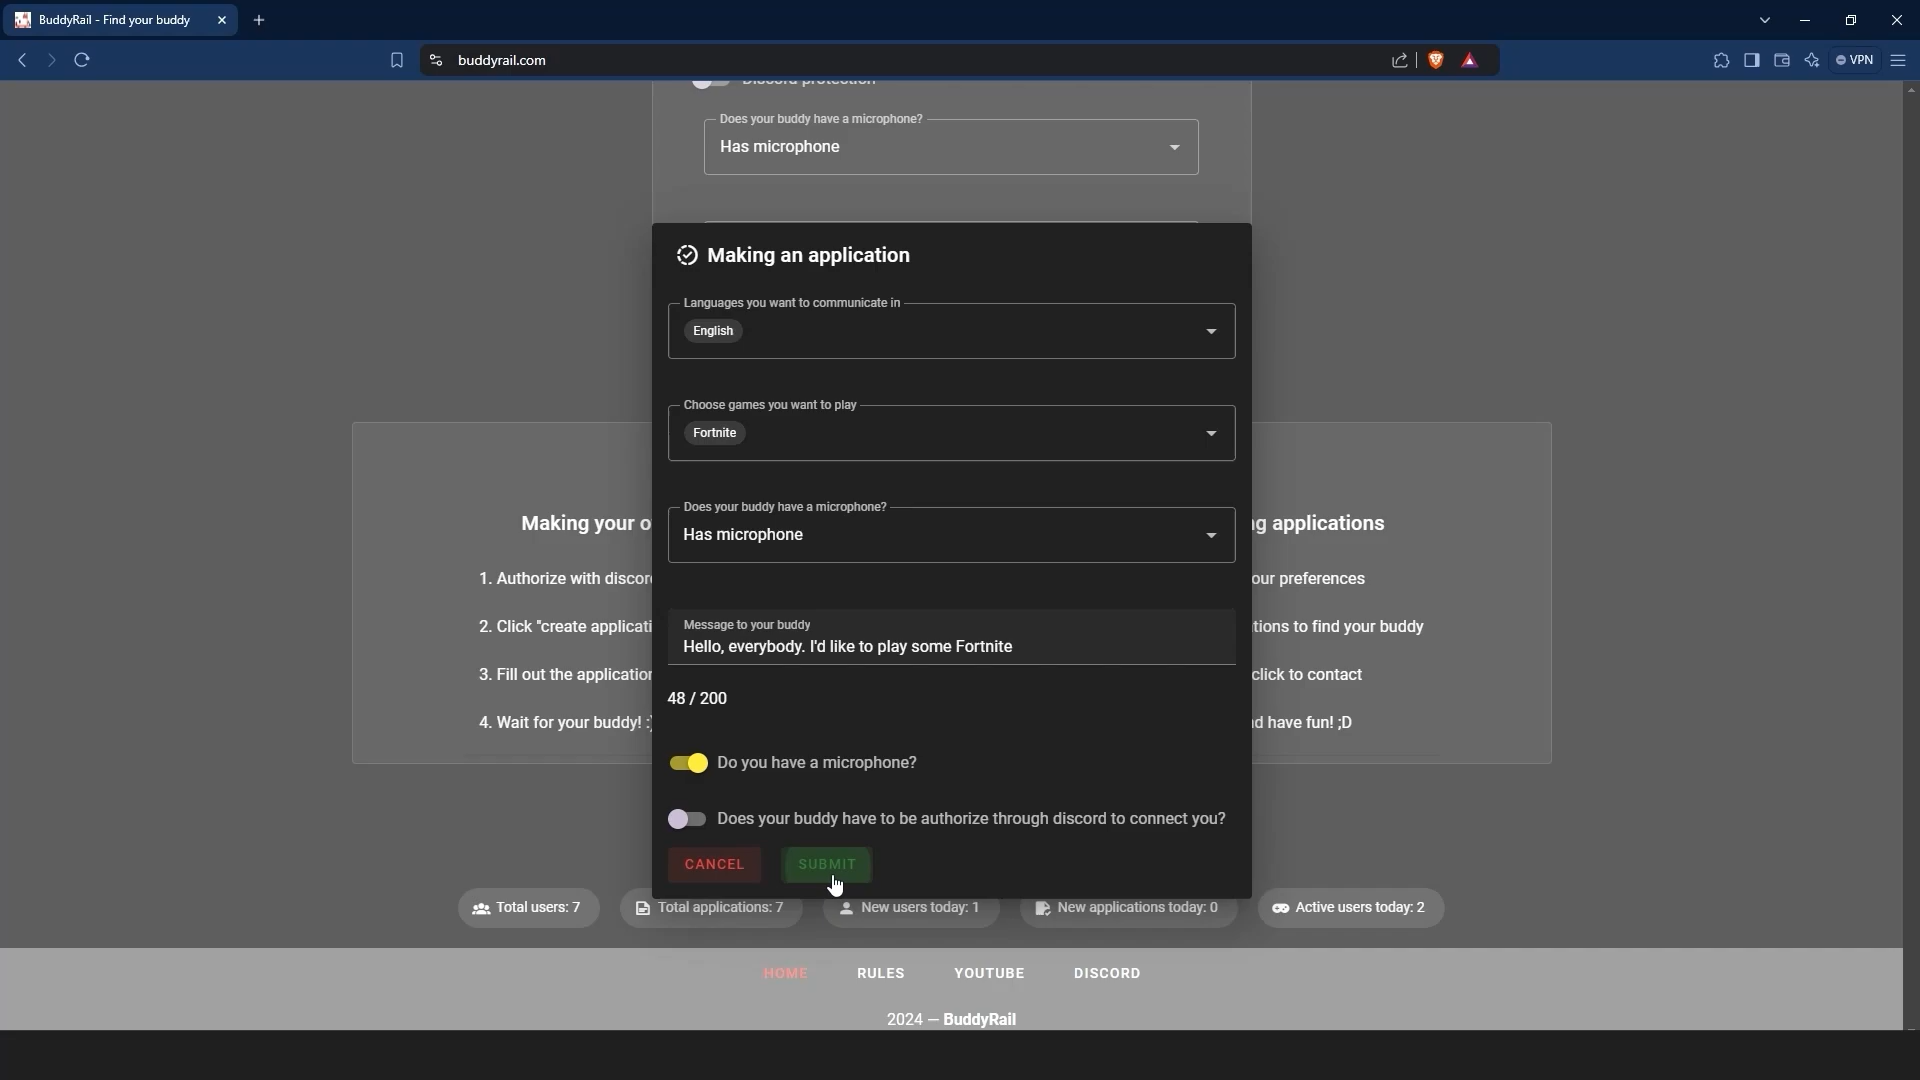 BuddyRail - Find your buddy
buddyrail.com
VPN
Discord protection
Does your buddy have a microphone?
Has microphone
Making an application
Languages you want to communicate in
English
Choose games you want to play
Fortnite
Does your buddy have a microphone?
Has microphone
Message to your buddy
Hello, everybody. I'd like to play some Fortnite
48 / 200
Do you have a microphone?
Does your buddy have to be authorize through discord to connect you?
CANCEL
SUBMIT
Making your o
1. Authorize with discor
2. Click "create applicati
3. Fill out the application
4. Wait for your buddy! :)
ng applications
our preferences
tions to find your buddy
click to contact
nd have fun! ;D
Total users: 7
Total applications: 7
New users today: 1
New applications today: 0
Active users today: 2
HOME
RULES
YOUTUBE
DISCORD
2024 — BuddyRail